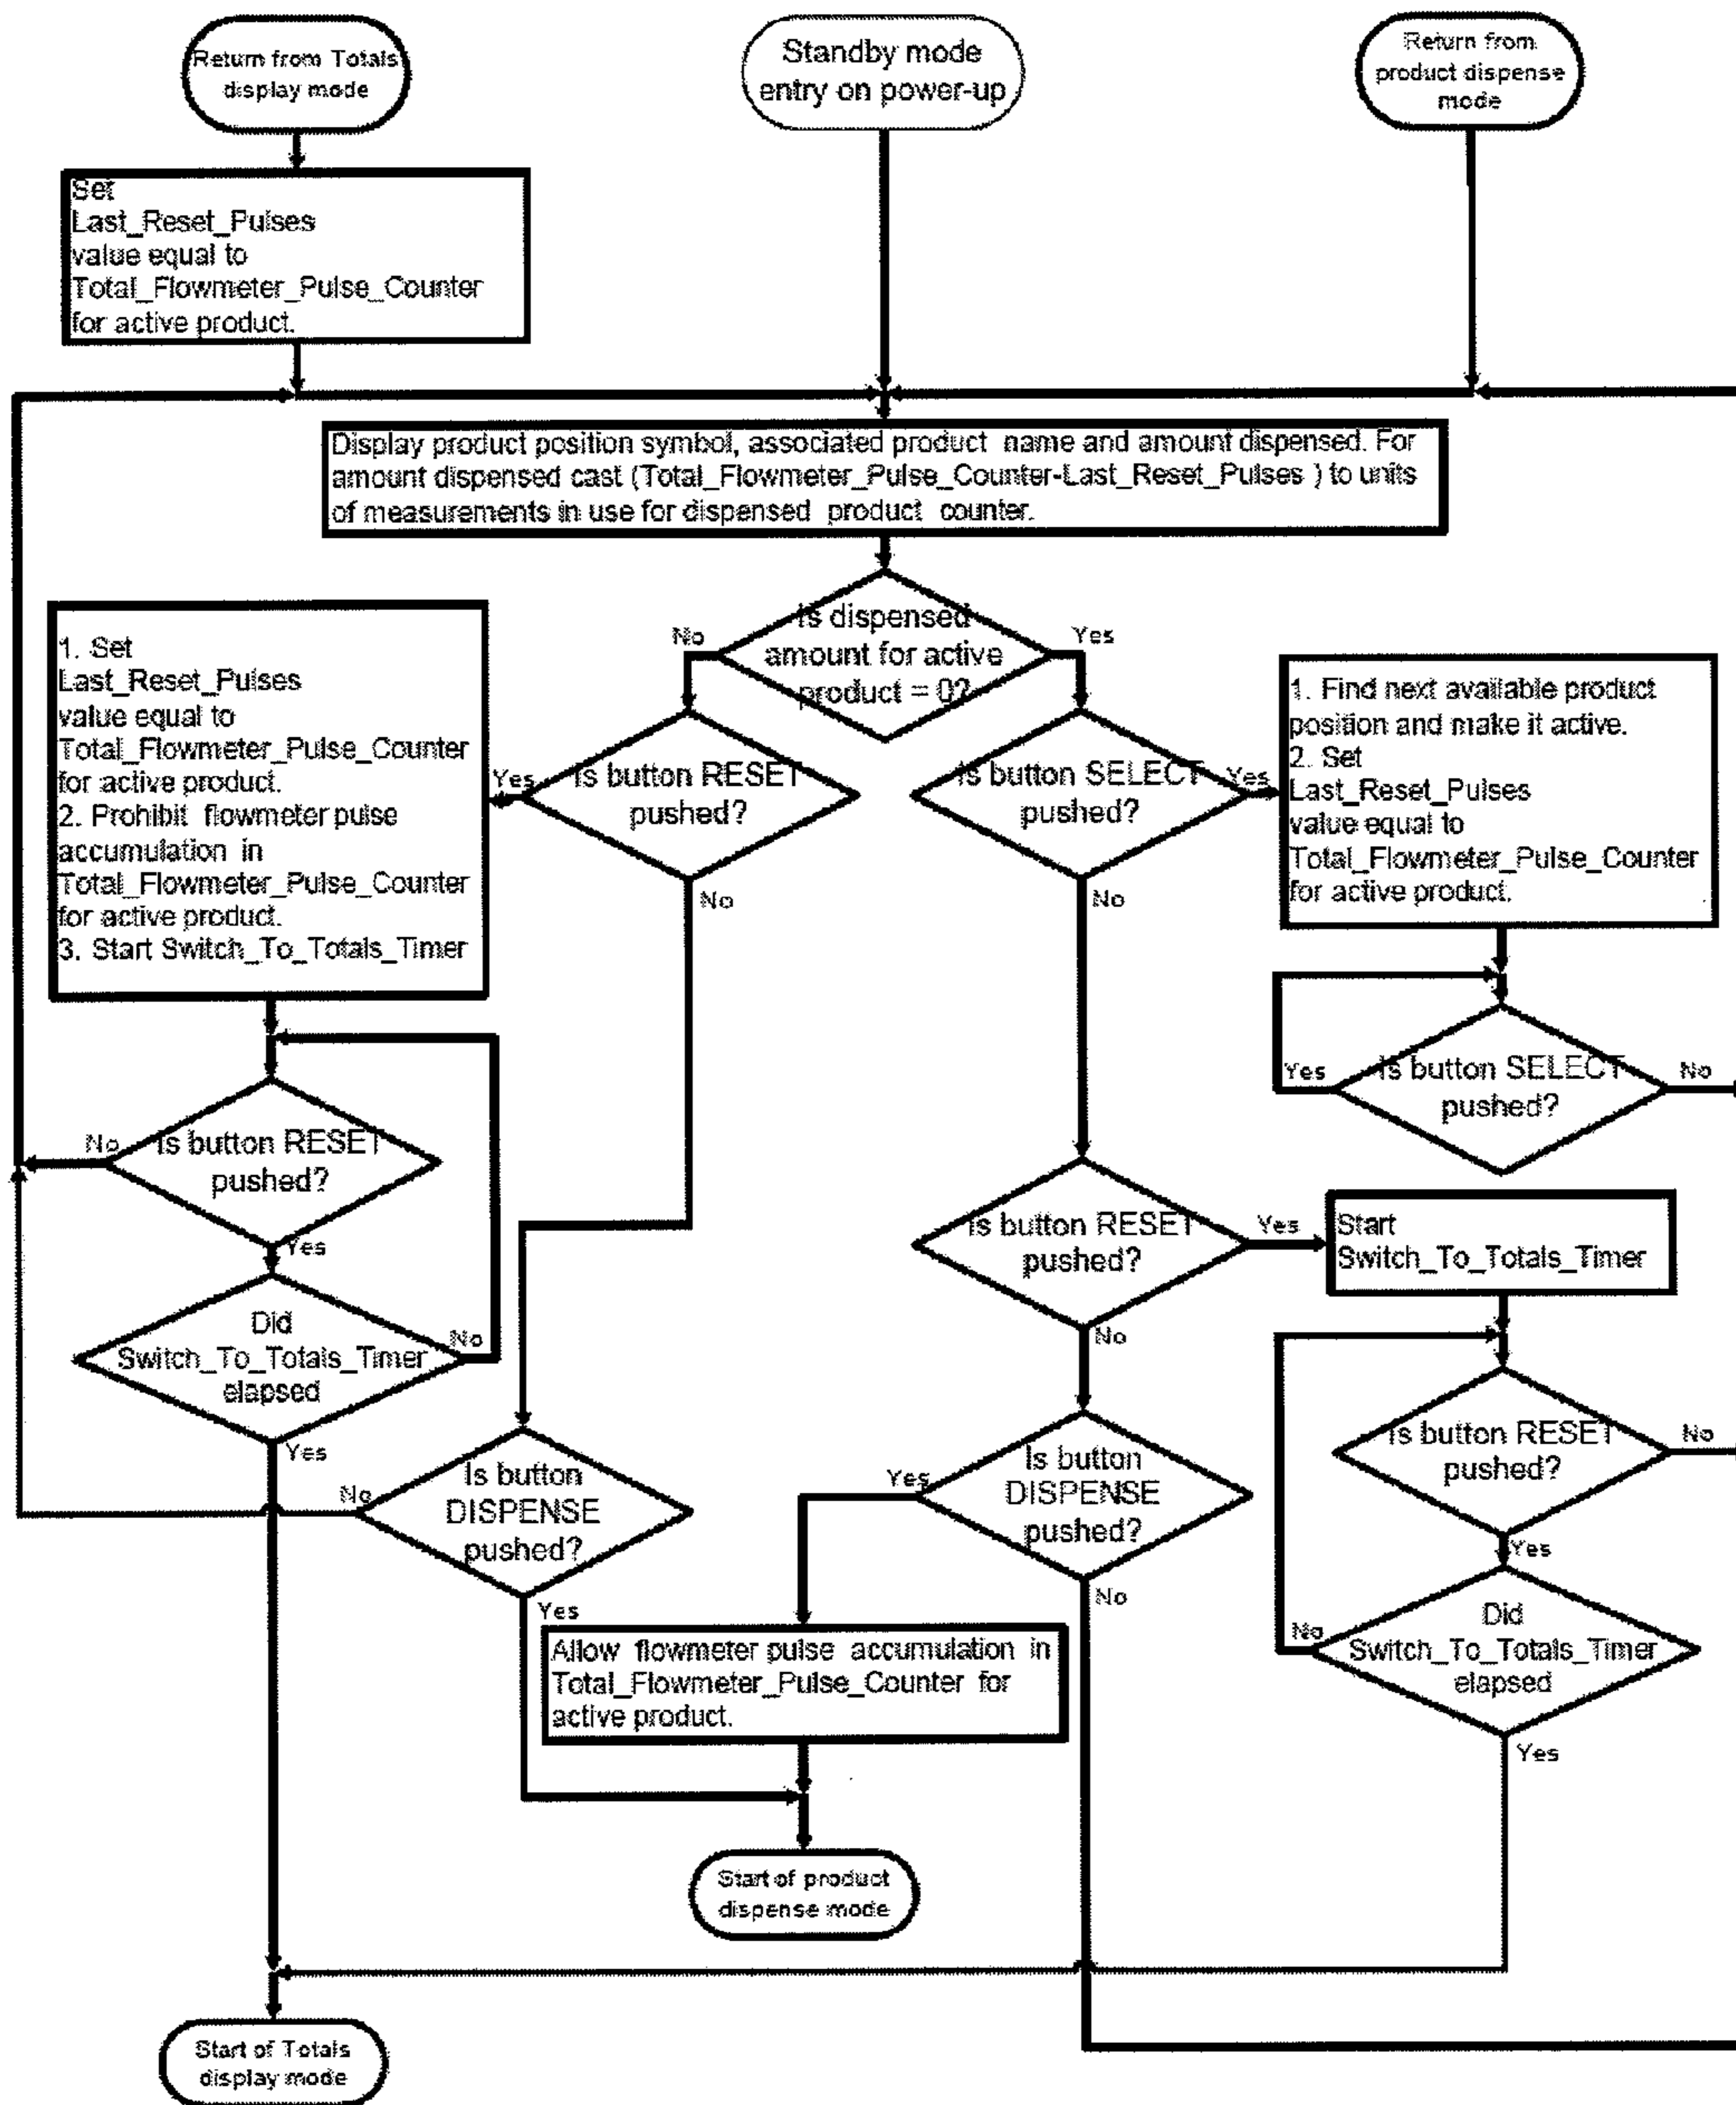 Return from Totals
display mode
Standby mode
entry on power-up
Return from
product dispense
mode
Set
Last_Reset_Pulses
value equal to
Total_Flowmeter_Pulse_Counter
for active product.
Display product position symbol, associated product name and amount dispensed. For
amount dispensed cast (Total_Flowmeter_Pulse_Counter-Last_Reset_Pulses ) to units
of measurements in use for dispensed product counter.
Is dispensed
amount for active
product = 0?
No
Yes
1. Set
Last_Reset_Pulses
value equal to
Total_Flowmeter_Pulse_Counter
for active product.
2. Prohibit flowmeter pulse
accumulation in
Total_Flowmeter_Pulse_Counter
for active product.
3. Start Switch_To_Totals_Timer
Yes
Is button RESET
pushed?
No
Is button SELECT
pushed?
Yes
No
1. Find next available product
position and make it active.
2. Set
Last_Reset_Pulses
value equal to
Total_Flowmeter_Pulse_Counter
for active product.
Yes
Is button SELECT
pushed?
No
No
Is button RESET
pushed?
Yes
Did
Switch_To_Totals_Timer
elapsed
No
Yes
Is button RESET
pushed?
Yes
No
Start
Switch_To_Totals_Timer
Is button RESET
pushed?
No
Yes
Did
Switch_To_Totals_Timer
elapsed
No
Yes
No
Is button
DISPENSE
pushed?
Yes
Yes
Is button
DISPENSE
pushed?
No
Allow flowmeter pulse accumulation in
Total_Flowmeter_Pulse_Counter for
active product.
Start of product
dispense mode
Start of Totals
display mode